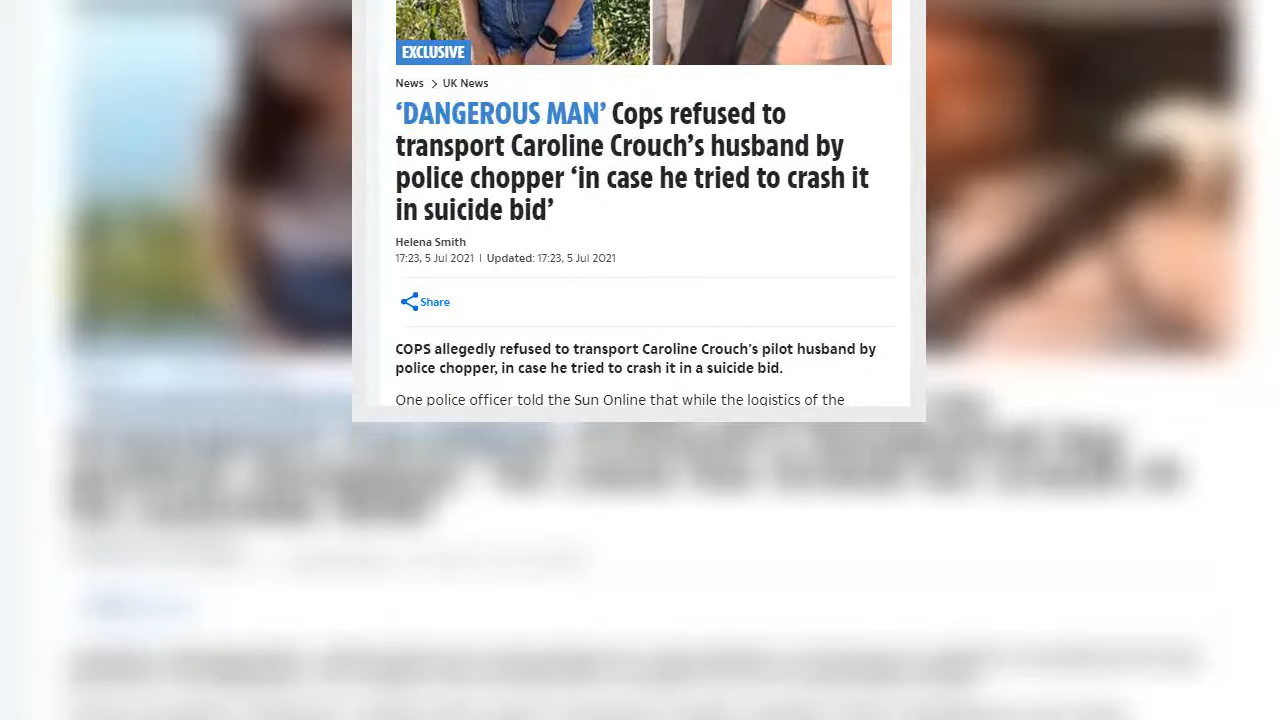 EXCLUSIVE
News > UK News
‘DANGEROUS MAN’ Cops refused to
transport Caroline Crouch’s husband by
police chopper ‘in case he tried to crash it
in suicide bid’
Helena Smith
17:23, 5 Jul 2021 | Updated: 17:23, 5 Jul 2021
Share
COPS allegedly refused to transport Caroline Crouch’s pilot husband by
police chopper, in case he tried to crash it in a suicide bid.
One police officer told the Sun Online that while the logistics of the